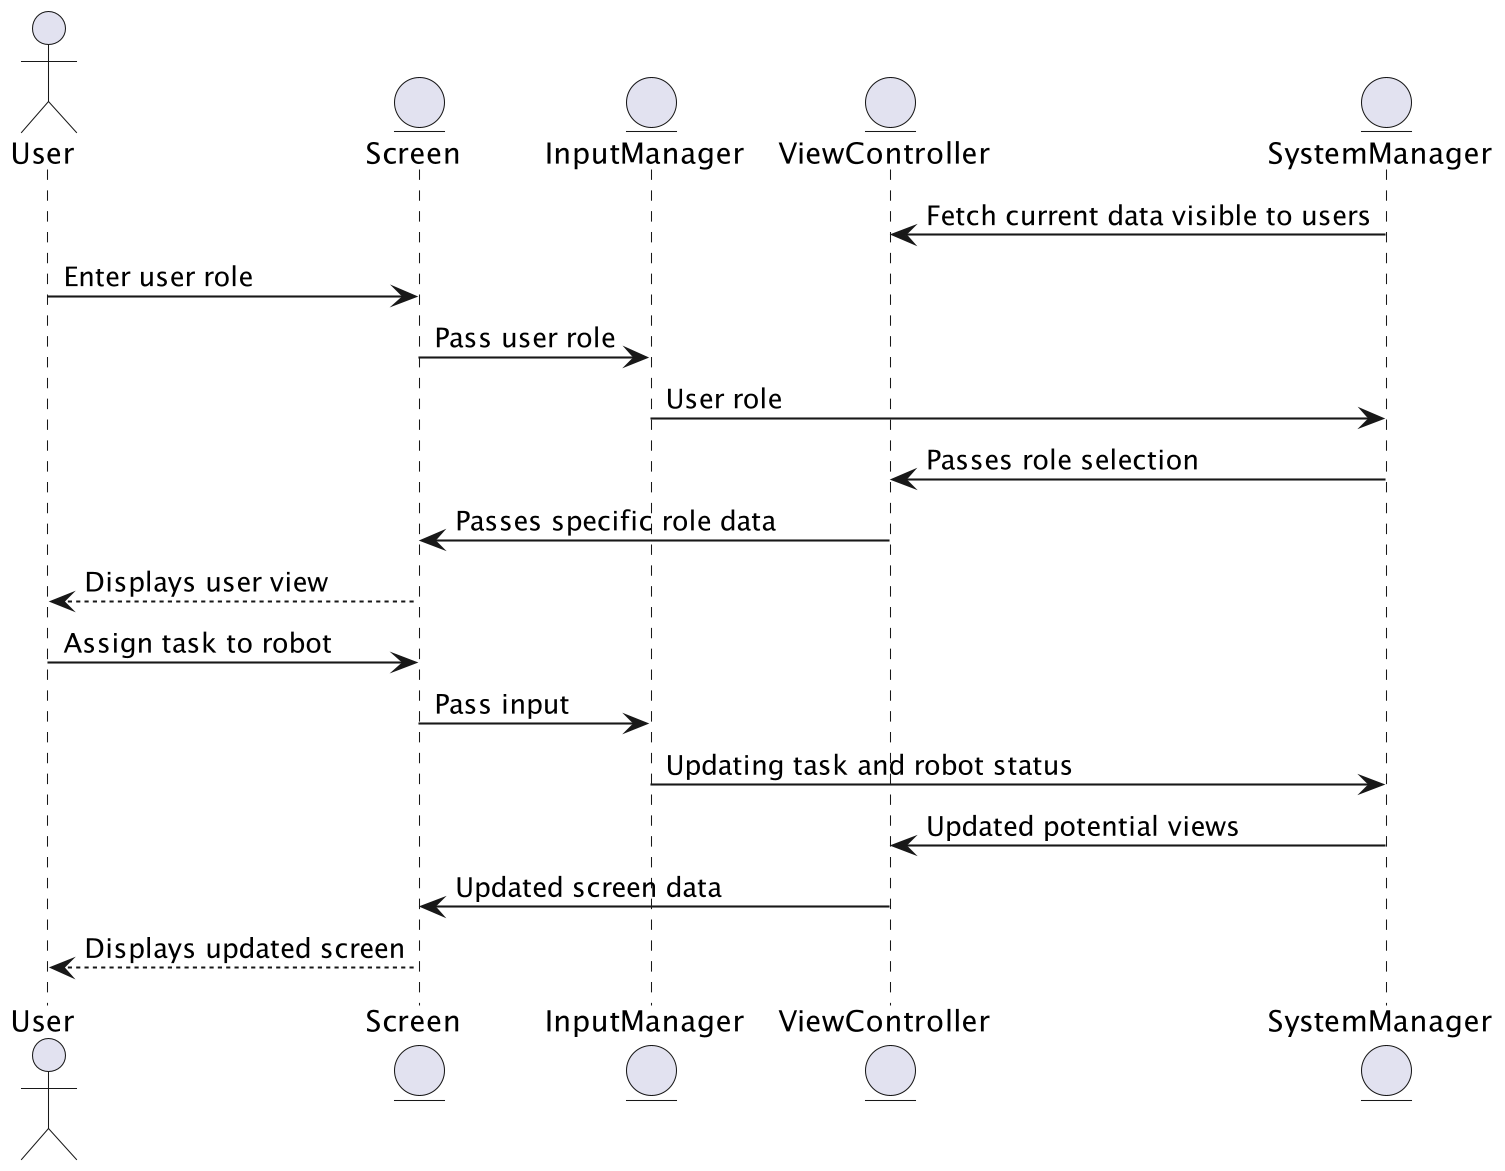 User
Screen
InputManager
ViewController
SystemManager
Fetch current data visible to users
Enter user role
Pass user role
User role
Passes role selection
Passes specific role data
Displays user view
Assign task to robot
Pass input
Updating task and robot status
Updated potential views
Updated screen data
Displays updated screen
User
Screen
InputManager
ViewController
SystemManager